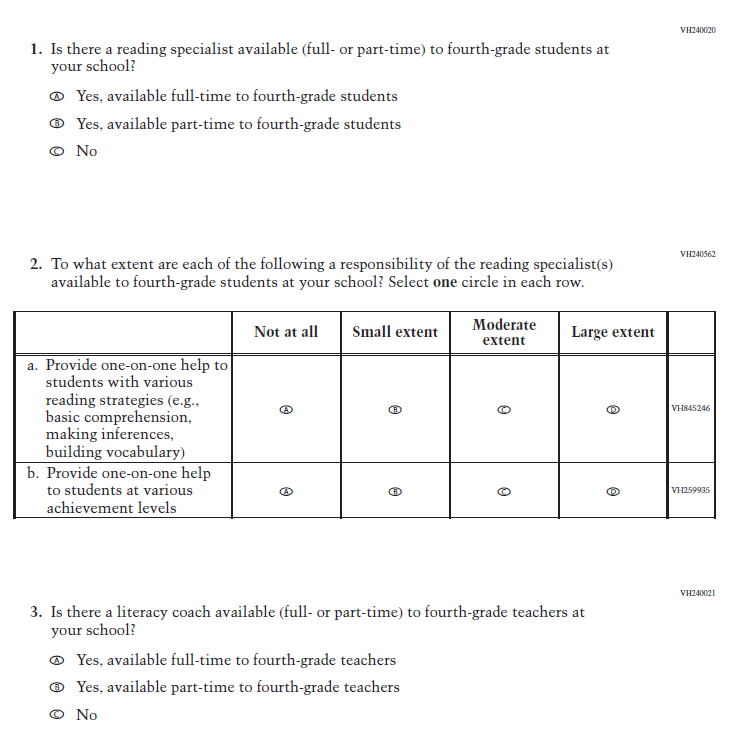 VH240020
1. Is there a reading specialist available (full- or part-time) to fourth-grade students at
your school?
Ⓐ Yes, available full-time to fourth-grade students
Ⓑ Yes, available part-time to fourth-grade students
Ⓒ No
VH240562
2. To what extent are each of the following a responsibility of the reading specialist(s)
available to fourth-grade students at your school? Select one circle in each row.
Not at all Small extent Moderate extent Large extent
a. Provide one-on-one help to
students with various
reading strategies (e.g.,
basic comprehension,
making inferences,
building vocabulary)
Ⓐ Ⓑ Ⓒ Ⓓ VH845246
b. Provide one-on-one help
to students at various
achievement levels
Ⓐ Ⓑ Ⓒ Ⓓ VH259935
VH240021
3. Is there a literacy coach available (full- or part-time) to fourth-grade teachers at
your school?
Ⓐ Yes, available full-time to fourth-grade teachers
Ⓑ Yes, available part-time to fourth-grade teachers
Ⓒ No